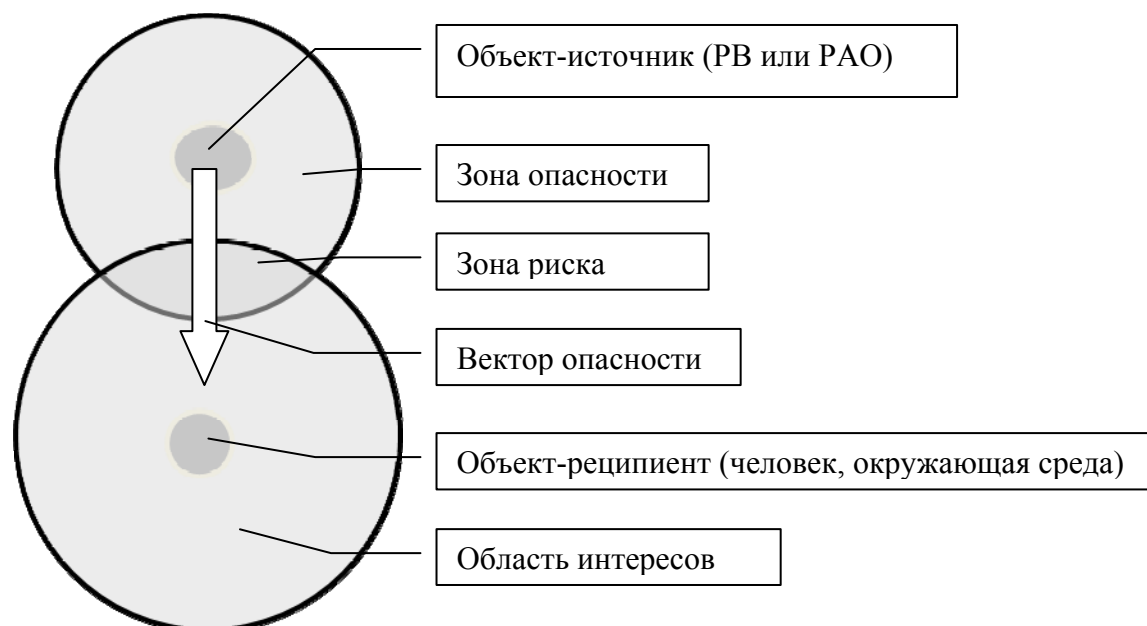 Объект-источник (РВ или РАО)
Зона опасности
Зона риска
Вектор опасности
Объект-реципиент (человек, окружающая среда)
Область интересов